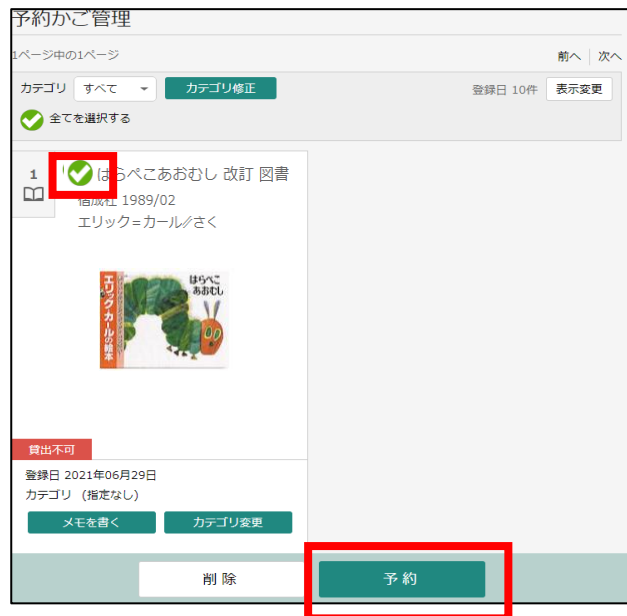 予約かご管理
1ページ中の1ページ
前へ 次へ
カテゴリ すべて カテゴリ修正 登録日 10件 表示変更
全てを選択する
1 はらぺこあおむし 改訂 図書
偕成社 1989/02
エリック=カール//さく
はらぺこ
あおむし
エリック・カールの絵本
貸出不可
登録日 2021年06月29日
カテゴリ (指定なし)
メモを書く カテゴリ変更
削除 予約